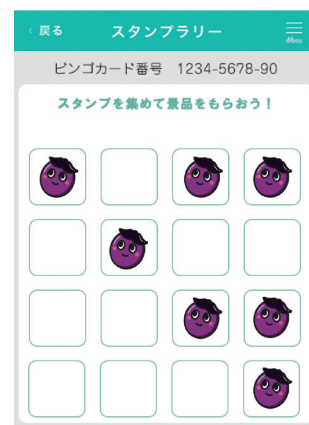 < 戻る
スタンプラリー
Menu
ビンゴカード番号 1234-5678-90
スタンプを集めて景品をもらおう！